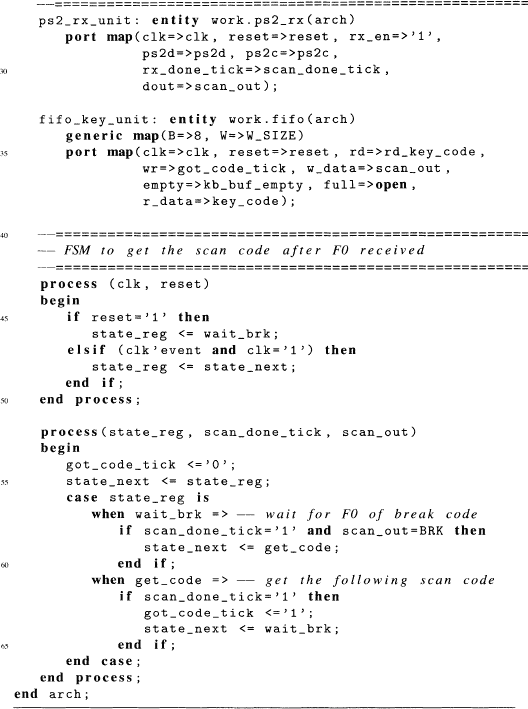 --==================================================
ps2_rx_unit: entity work.ps2_rx(arch)
port map(clk=>clk, reset=>reset, rx_en=>'1',
ps2d=>ps2d, ps2c=>ps2c,
30 rx_done_tick=>scan_done_tick,
dout=>scan_out);
fifo_key_unit: entity work.fifo(arch)
generic map(B=>8, W=>W_SIZE)
35 port map(clk=>clk, reset=>reset, rd=>rd_key_code,
wr=>got_code_tick, w_data=>scan_out,
empty=>kb_buf_empty, full=>open,
r_data=>key_code);
40 --==================================================
-- FSM to get the scan code after F0 received
--==================================================
process (clk, reset)
begin
45 if reset='1' then
state_reg <= wait_brk;
elsif (clk'event and clk='1') then
state_reg <= state_next;
end if;
50 end process;
process(state_reg, scan_done_tick, scan_out)
begin
got_code_tick <='0';
55 state_next <= state_reg;
case state_reg is
when wait_brk => -- wait for F0 of break code
if scan_done_tick='1' and scan_out=BRK then
state_next <= get_code;
60 end if;
when get_code => -- get the following scan code
if scan_done_tick='1' then
got_code_tick <='1';
state_next <= wait_brk;
65 end if;
end case;
end process;
end arch;